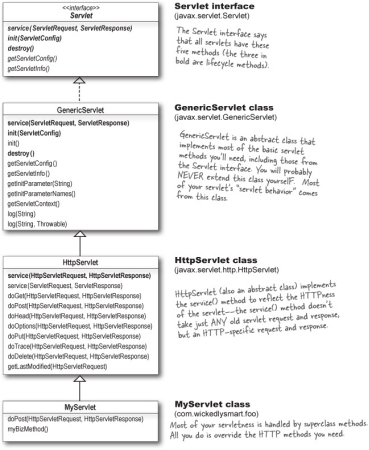 <<interface>>
Servlet
service(ServletRequest, ServletResponse)
init(ServletConfig)
destroy()
getServletConfig()
getServletInfo()
Servlet interface
(javax.servlet.Servlet)
The Servlet interface says
that all servlets have these
five methods (the three in
bold are lifecycle methods).
GenericServlet
service(ServletRequest, ServletResponse)
init(ServletConfig)
init()
destroy()
getServletConfig()
getServletInfo()
getInitParameter(String)
getInitParameterNames()
getServletContext()
log(String)
log(String, Throwable)
GenericServlet class
(javax.servlet.GenericServlet)
GenericServlet is an abstract class that
implements most of the basic servlet
methods you'll need, including those from
the Servlet interface. You will probably
NEVER extend this class yourself. Most
of your servlet's "servlet behavior" comes
from this class.
HttpServlet
service(HttpServletRequest, HttpServletResponse)
service(ServletRequest, ServletResponse)
doGet(HttpServletRequest, HttpServletResponse)
doPost(HttpServletRequest, HttpServletResponse)
doHead(HttpServletRequest, HttpServletResponse)
doOptions(HttpServletRequest, HttpServletResponse)
doPut(HttpServletRequest, HttpServletResponse)
doTrace(HttpServletRequest, HttpServletResponse)
doDelete(HttpServletRequest, HttpServletResponse)
getLastModified(HttpServletRequest)
HttpServlet class
(javax.servlet.http.HttpServlet)
HttpServlet (also an abstract class) implements
the service() method to reflect the HTTPness
of the servlet--the service() method doesn't
take just ANY old servlet request and response,
but an HTTP-specific request and response.
MyServlet
doPost(HttpServletRequest, HttpServletResponse)
myBizMethod()
MyServlet class
(com.wickedlysmart.foo)
Most of your servletness is handled by superclass methods.
All you do is override the HTTP methods you need.